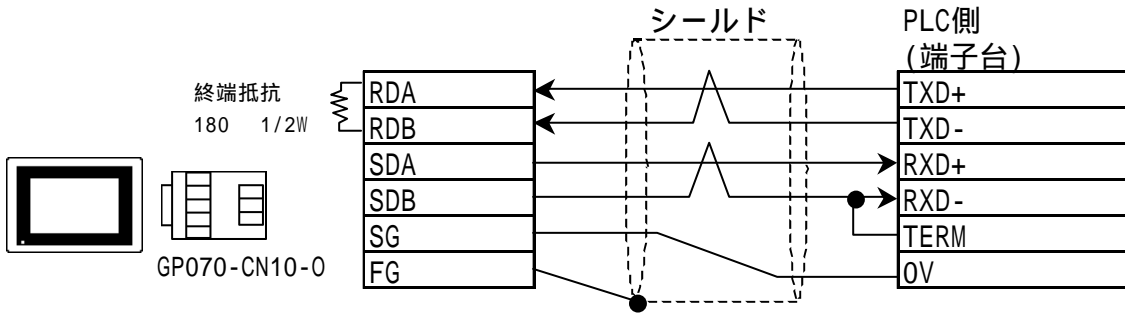 シールド
PLC側
(端子台)
終端抵抗
180 1/2W
RDA
RDB
SDA
SDB
SG
FG
TXD+
TXD-
RXD+
RXD-
TERM
0V
GP070-CN10-O